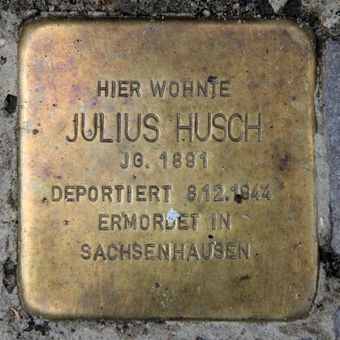 HIER WOHNTE
JULIUS HUSCH
JG. 1891
DEPORTIERT 8.12.1944
ERMORDET IN
SACHSENHAUSEN